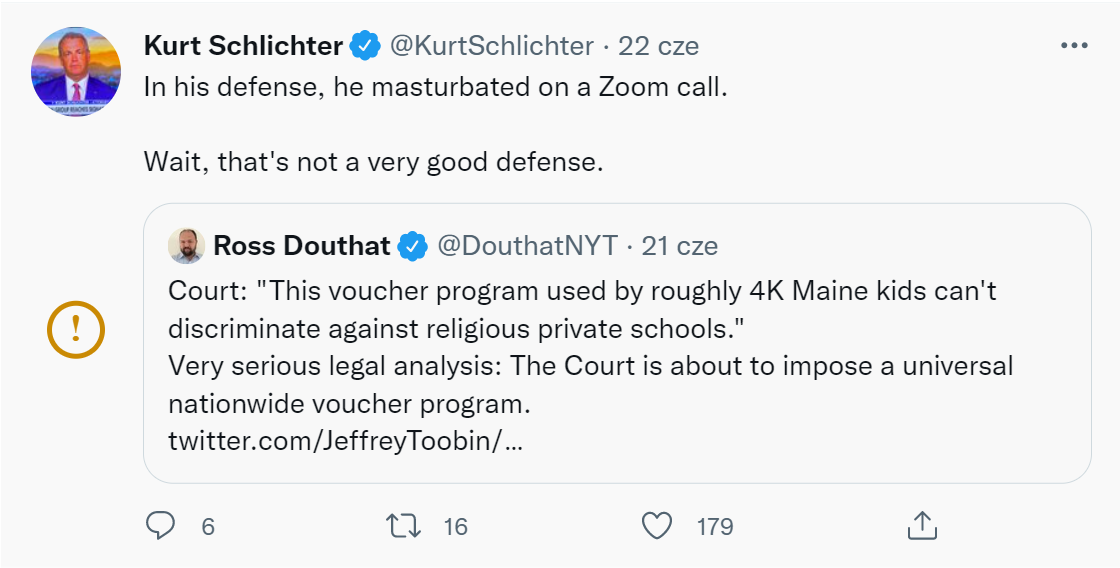 Kurt Schlichter @KurtSchlichter · 22 cze
In his defense, he masturbated on a Zoom call.
Wait, that's not a very good defense.
Ross Douthat @DouthatNYT · 21 cze
Court: "This voucher program used by roughly 4K Maine kids can't
discriminate against religious private schools."
Very serious legal analysis: The Court is about to impose a universal
nationwide voucher program.
twitter.com/JeffreyToobin/...
!
6 16 179